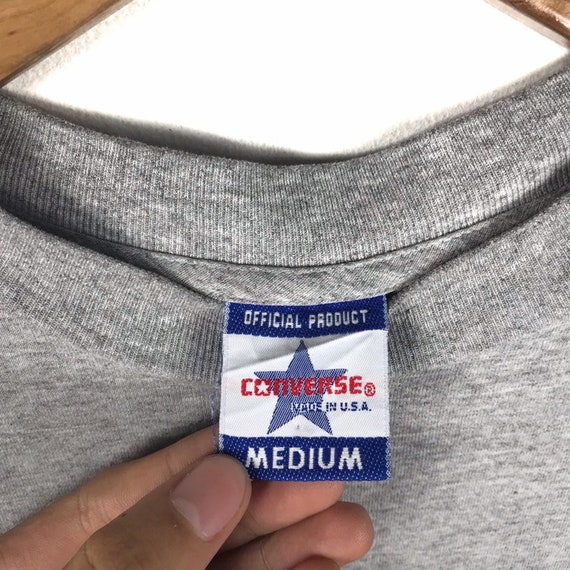 OFFICIAL PRODUCT
CONVERSE®
MADE IN U.S.A.
MEDIUM